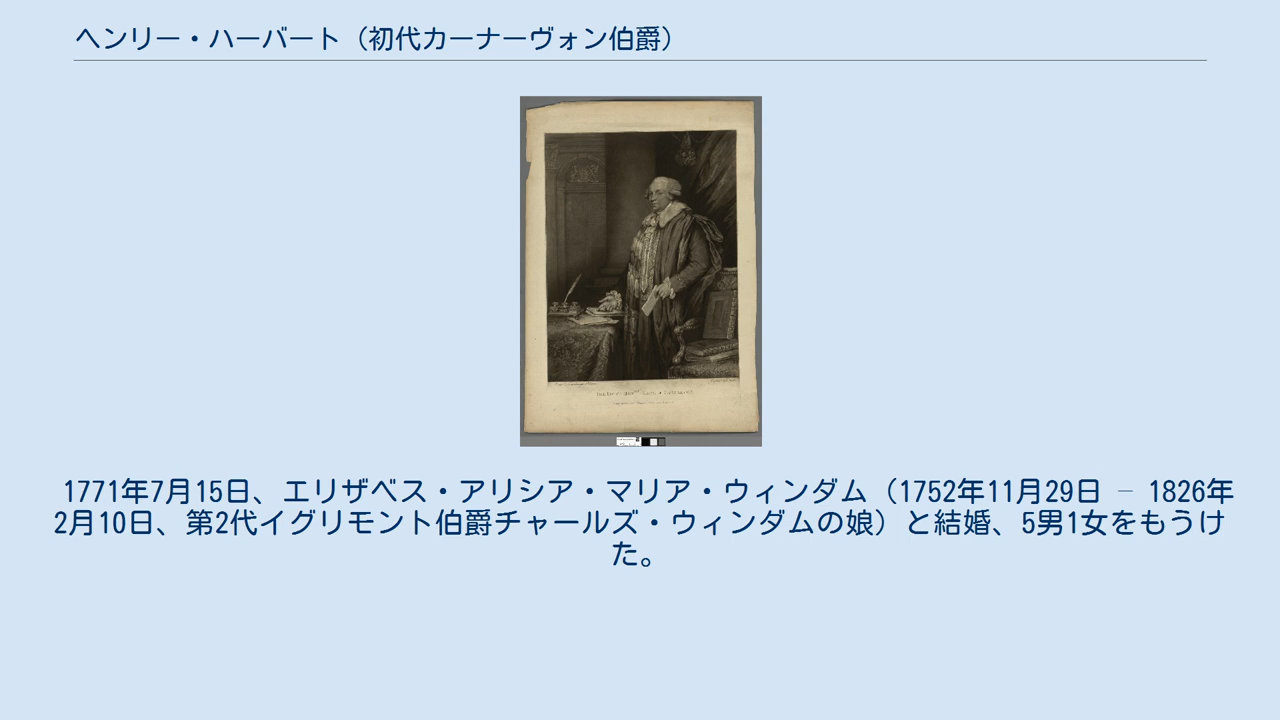 ヘンリー・ハーバート（初代カーナーヴォン伯爵）
1771年7月15日、エリザベス・アリシア・マリア・ウィンダム（1752年11月29日 – 1826年
2月10日、第2代イグリモント伯爵チャールズ・ウィンダムの娘）と結婚、5男1女をもうけ
た。